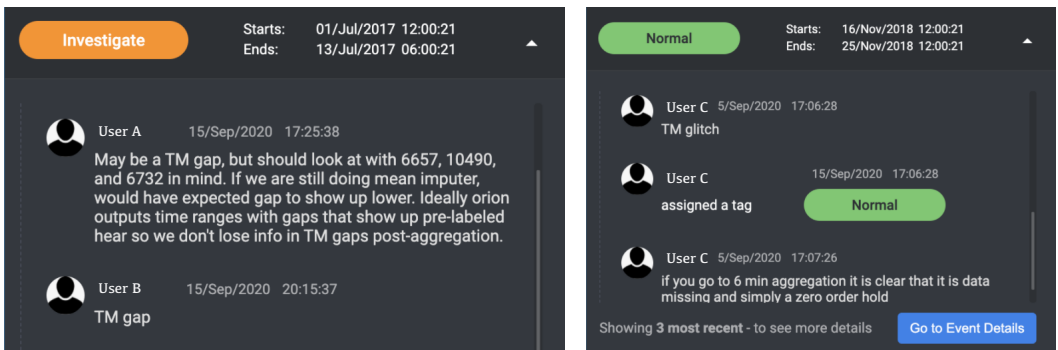 Investigate
Starts: 01/Jul/2017 12:00:21
Ends: 13/Jul/2017 06:00:21
User A 15/Sep/2020 17:25:38
May be a TM gap, but should look at with 6657, 10490,
and 6732 in mind. If we are still doing mean imputer,
would have expected gap to show up lower. Ideally orion
outputs time ranges with gaps that show up pre-labeled
hear so we don't lose info in TM gaps post-aggregation.
User B 15/Sep/2020 20:15:37
TM gap
Normal
Starts: 16/Nov/2018 12:00:21
Ends: 25/Nov/2018 12:00:21
User C 5/Sep/2020 17:06:28
TM glitch
User C 15/Sep/2020 17:06:28
assigned a tag Normal
User C 5/Sep/2020 17:07:26
if you go to 6 min aggregation it is clear that it is data
missing and simply a zero order hold
Showing 3 most recent - to see more details Go to Event Details